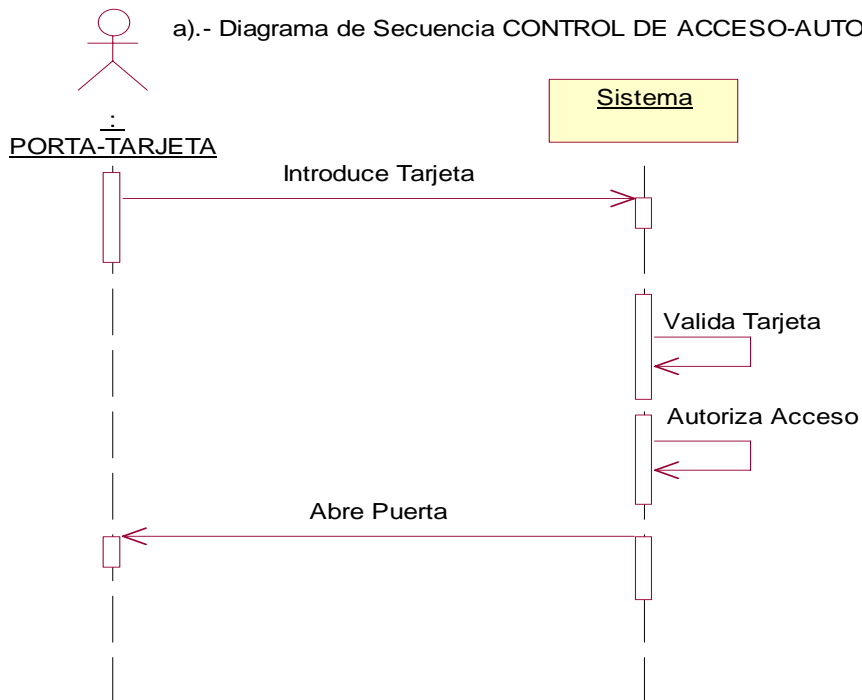 a).- Diagrama de Secuencia CONTROL DE ACCESO-AUTO
Sistema
:
PORTA-TARJETA
Introduce Tarjeta
Valida Tarjeta
Autoriza Acceso
Abre Puerta